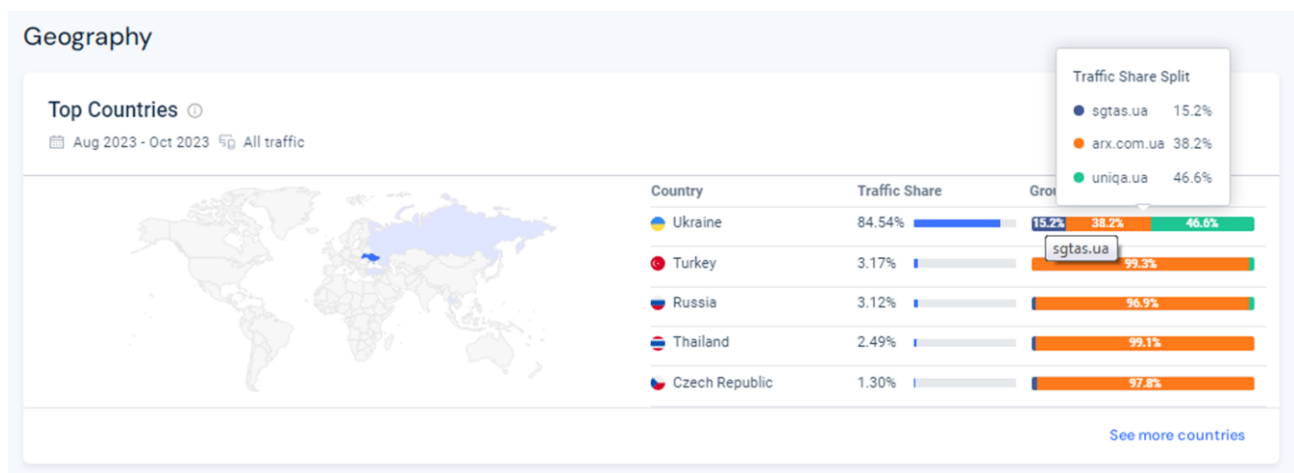 Geography
Top Countries
Aug 2023 - Oct 2023 All traffic
Traffic Share Split
sgtas.ua 15.2%
arx.com.ua 38.2%
uniqa.ua 46.6%
Country Traffic Share
Ukraine 84.54% 15.2% 38.2% 46.6%
sgtas.ua
Turkey 3.17% 99.3%
Russia 3.12% 96.9%
Thailand 2.49% 99.1%
Czech Republic 1.30% 97.8%
See more countries